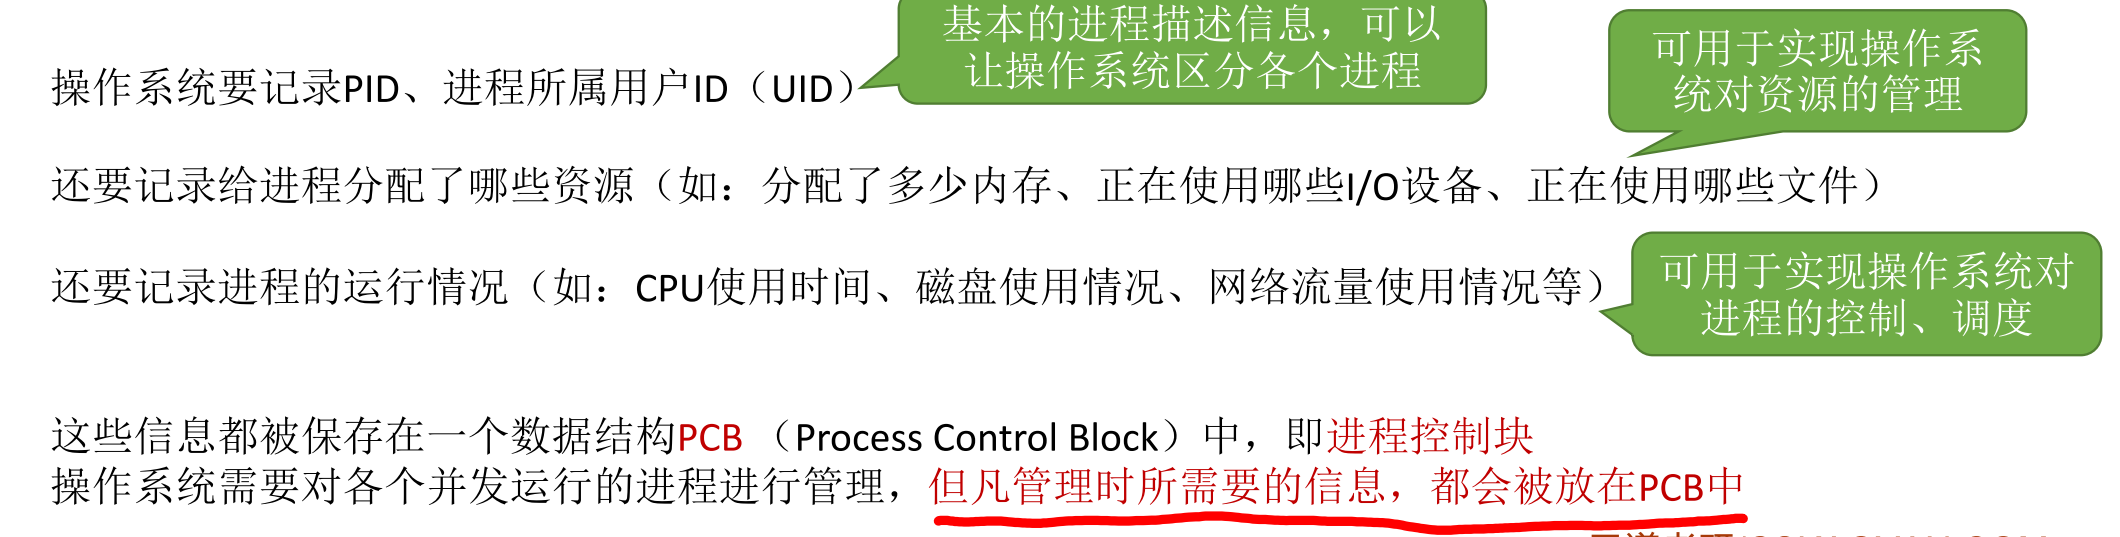 基本的进程描述信息，可以
让操作系统区分各个进程
操作系统要记录PID、进程所属用户ID（UID）
可用于实现操作系
统对资源的管理
还要记录给进程分配了哪些资源（如：分配了多少内存、正在使用哪些I/O设备、正在使用哪些文件）
还要记录进程的运行情况（如：CPU使用时间、磁盘使用情况、网络流量使用情况等）
可用于实现操作系统对
进程的控制、调度
这些信息都被保存在一个数据结构PCB （Process Control Block）中，即进程控制块
操作系统需要对各个并发运行的进程进行管理，但凡管理时所需要的信息，都会被放在PCB中